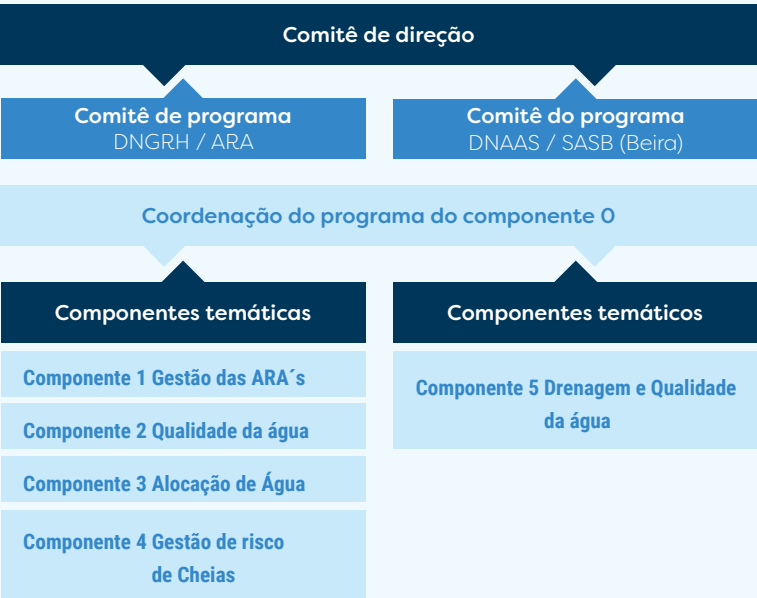 Comitê de direção
Comitê de programa
DNGRH / ARA
Comitê do programa
DNAAS / SASB (Beira)
Coordenação do programa do componente 0
Componentes temáticas
Componente 1 Gestão das ARA´s
Componente 2 Qualidade da água
Componente 3 Alocação de Água
Componente 4 Gestão de risco
de Cheias
Componentes temáticos
Componente 5 Drenagem e Qualidade
da água